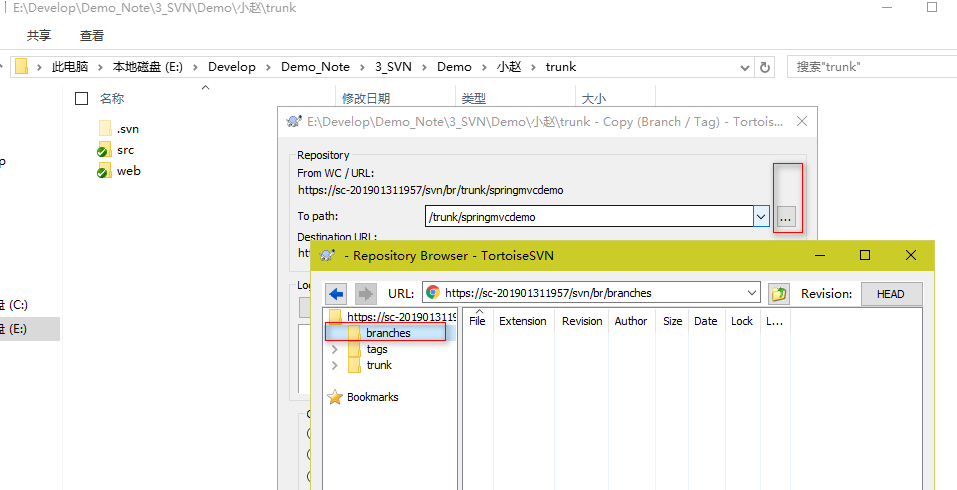 E:\Develop\Demo_Note\3_SVN\Demo\小赵\trunk
共享 查看
此电脑 本地磁盘 (E:) Develop Demo_Note 3_SVN Demo 小赵 trunk 搜索"trunk"
名称 修改日期 类型 大小
.svn
src
web
E:\Develop\Demo_Note\3_SVN\Demo\小赵\trunk - Copy (Branch / Tag) - Tortois...
Repository
From WC / URL:
https://sc-201901311957/svn/br/trunk/springmvcdemo
To path: /trunk/springmvcdemo ...
Destination URL:
- Repository Browser - TortoiseSVN
URL: https://sc-201901311957/svn/br/branches Revision: HEAD
https://sc-20190131195
File Extension Revision Author Size Date Lock L...
branches
tags
trunk
Bookmarks
盘 (C:)
盘 (E:)